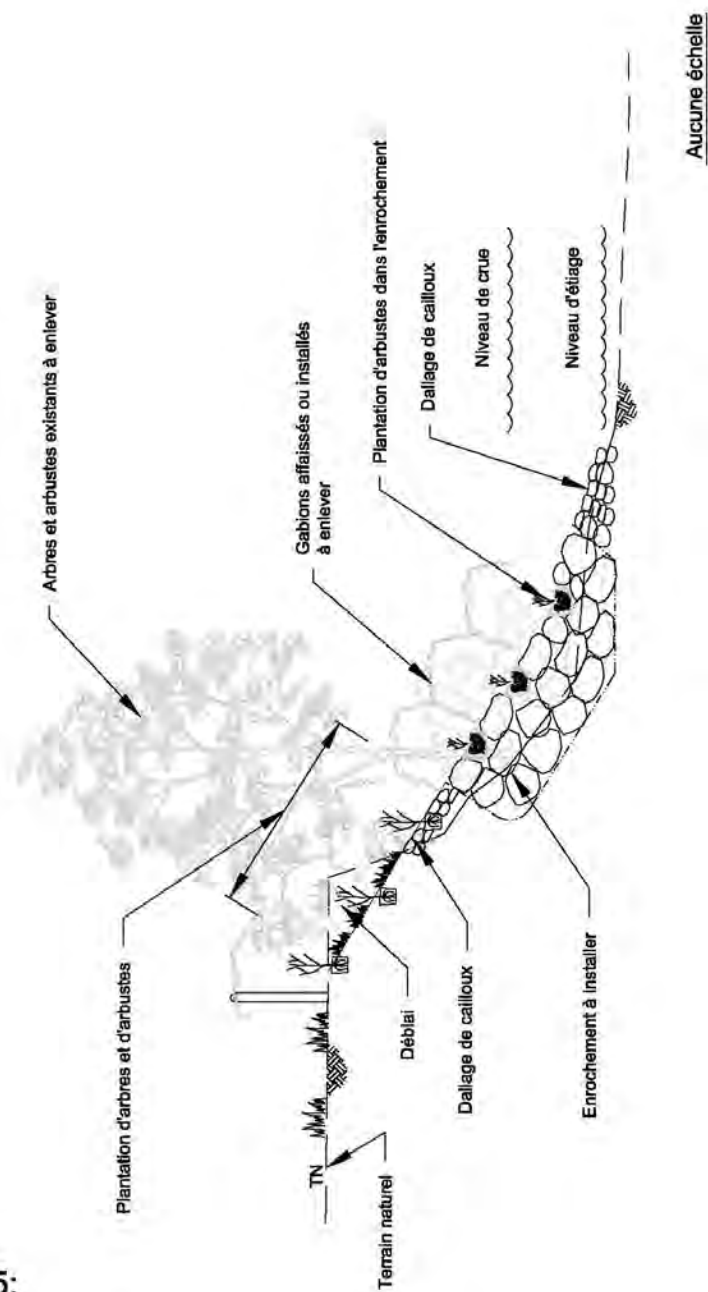 Arbres et arbustes existants à enlever
Plantation d'arbres et d'arbustes
Gabions affaissés ou installés
à enlever
Plantation d'arbustes dans l'enrochement
Dallage de cailloux
Niveau de crue
Niveau d'étiage
TN
Terrain naturel
Déblai
Dallage de cailloux
Enrochement à installer
Aucune échelle